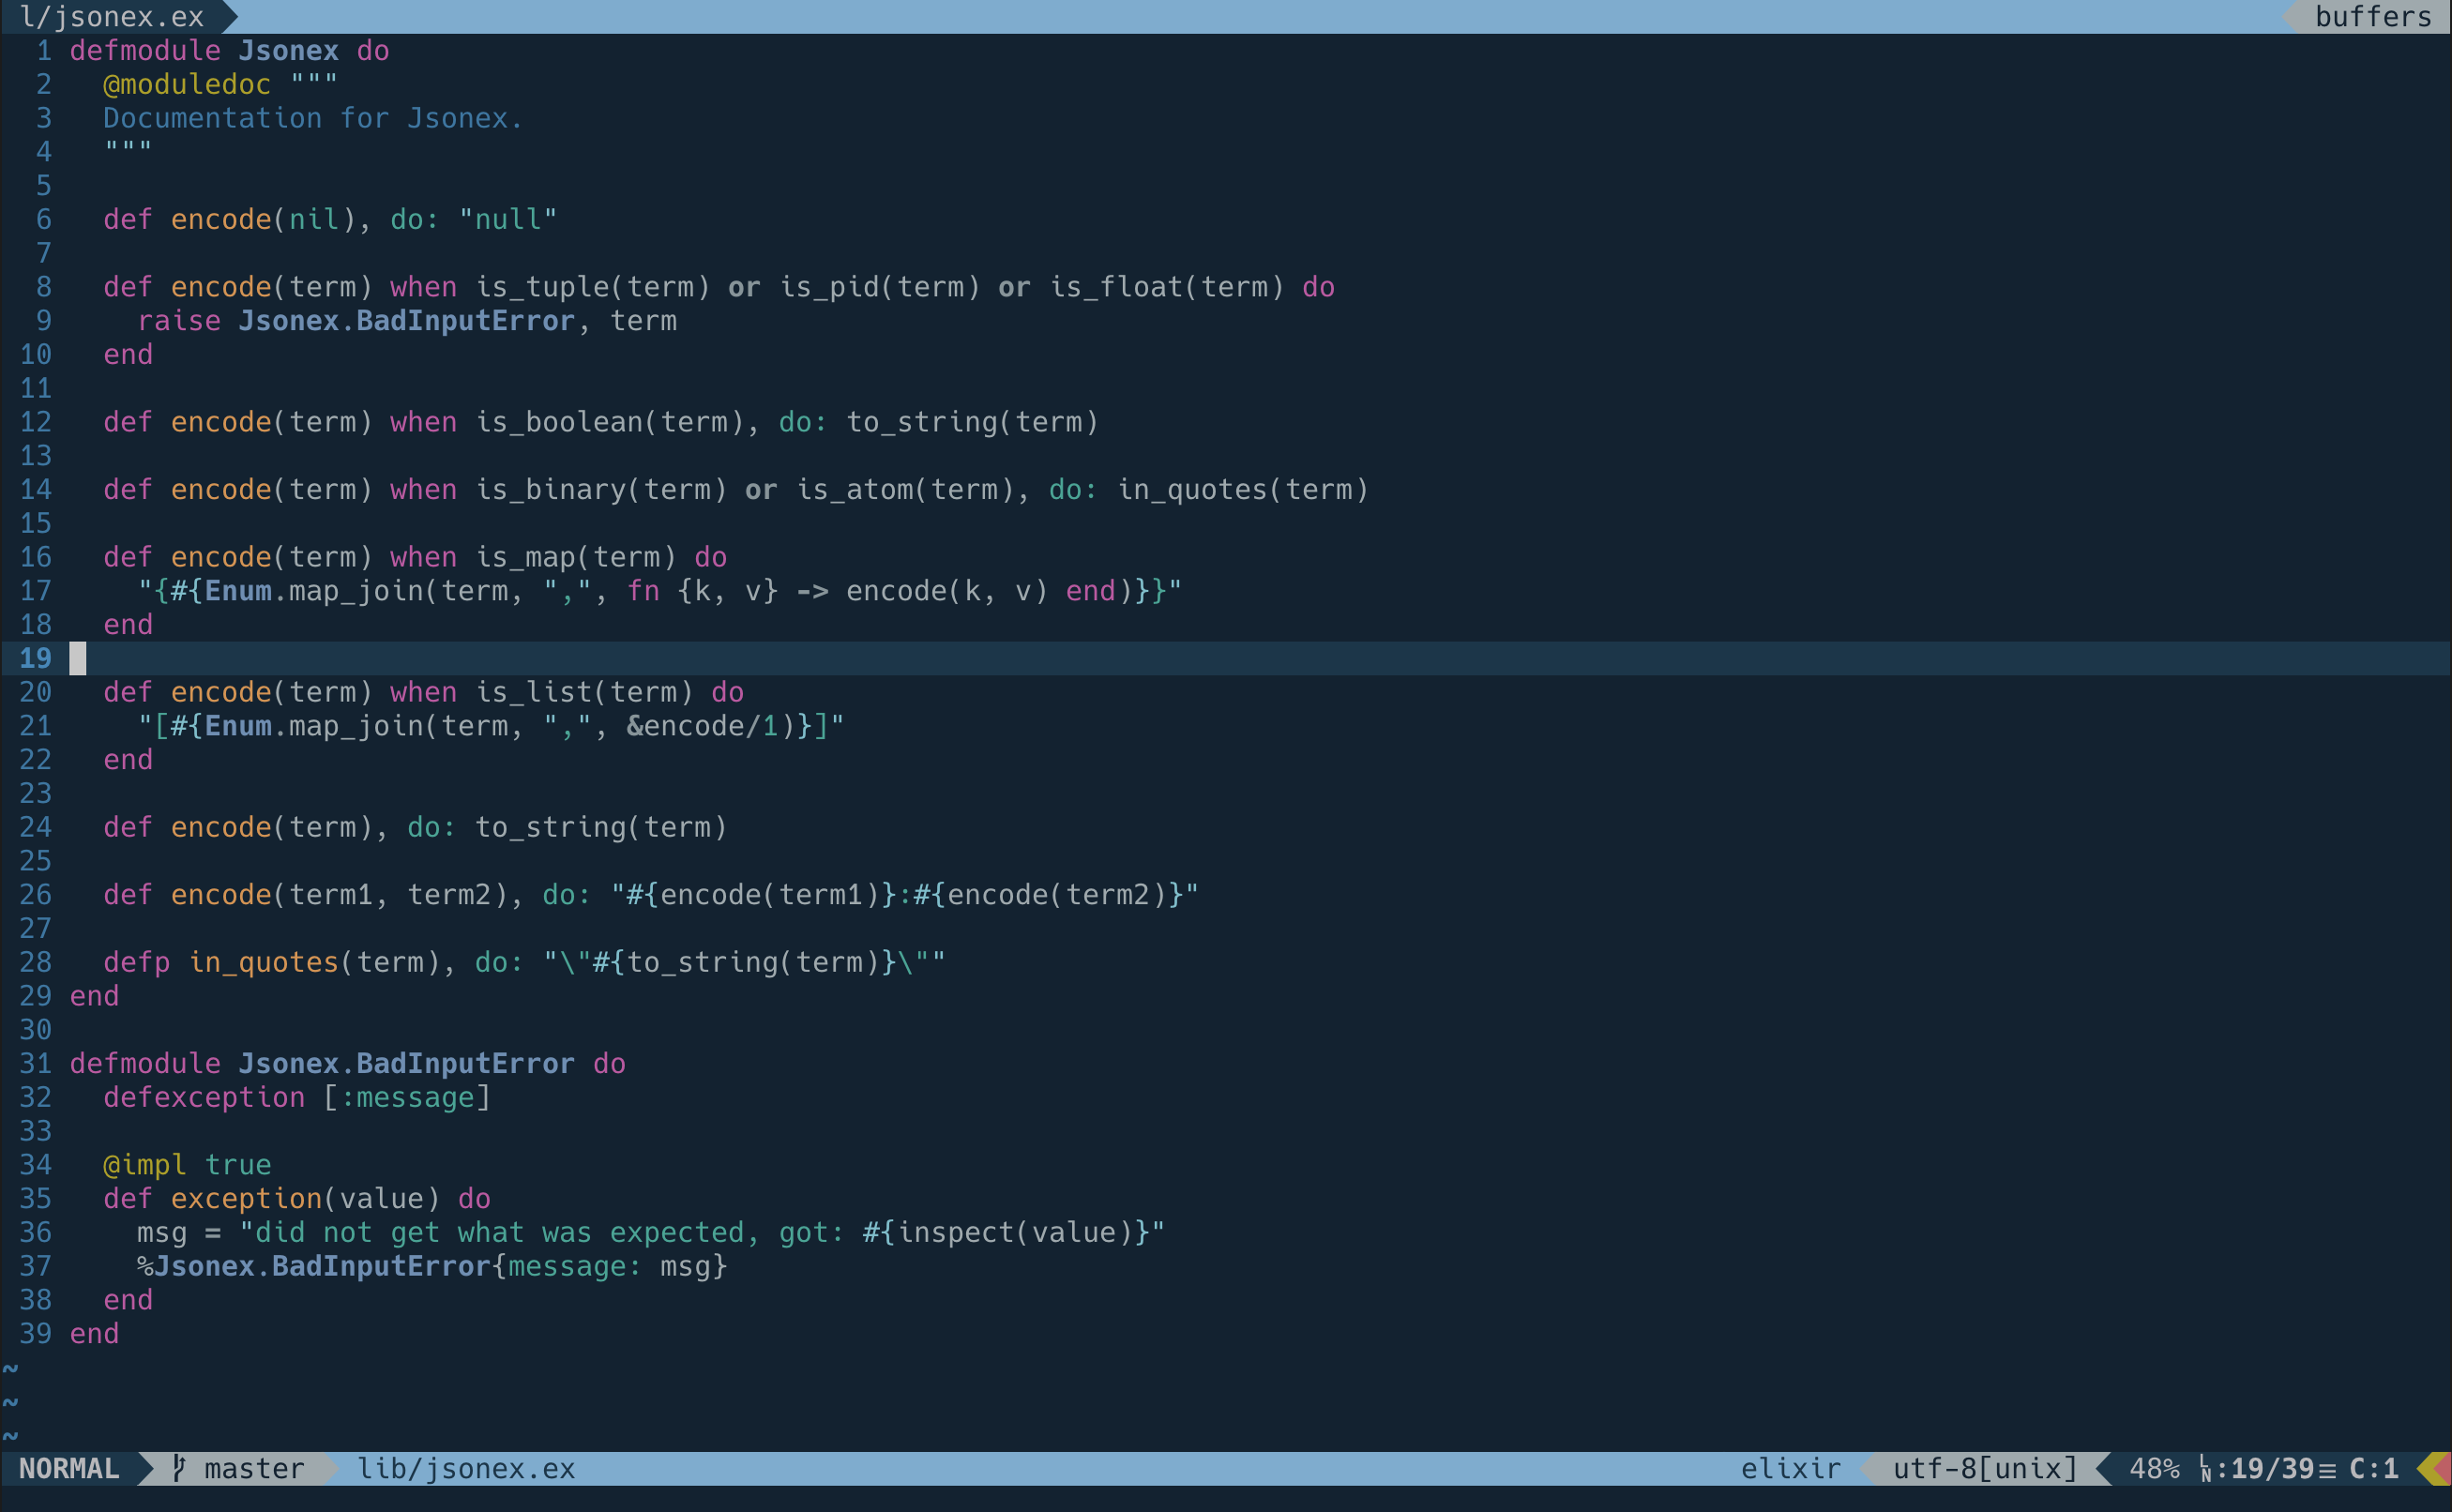 l/jsonex.ex buffers
1 defmodule Jsonex do
2   @moduledoc """
3   Documentation for Jsonex.
4   """
5
6   def encode(nil), do: "null"
7
8   def encode(term) when is_tuple(term) or is_pid(term) or is_float(term) do
9     raise Jsonex.BadInputError, term
10   end
11
12   def encode(term) when is_boolean(term), do: to_string(term)
13
14   def encode(term) when is_binary(term) or is_atom(term), do: in_quotes(term)
15
16   def encode(term) when is_map(term) do
17     "{#{Enum.map_join(term, ",", fn {k, v} -> encode(k, v) end)}}"
18   end
19
20   def encode(term) when is_list(term) do
21     "[#{Enum.map_join(term, ",", &encode/1)}]"
22   end
23
24   def encode(term), do: to_string(term)
25
26   def encode(term1, term2), do: "#{encode(term1)}:#{encode(term2)}"
27
28   defp in_quotes(term), do: "\"#{to_string(term)}\""
29 end
30
31 defmodule Jsonex.BadInputError do
32   defexception [:message]
33
34   @impl true
35   def exception(value) do
36     msg = "did not get what was expected, got: #{inspect(value)}"
37     %Jsonex.BadInputError{message: msg}
38   end
39 end
~
~
~
NORMAL master lib/jsonex.ex elixir utf-8[unix] 48% LN:19/39≡ C:1